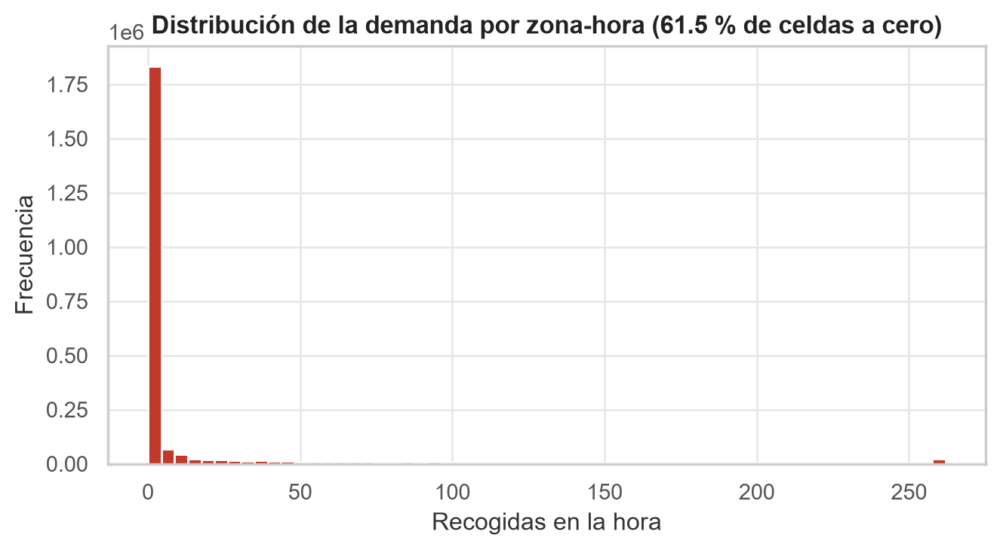 Distribución de la demanda por zona-hora (61.5 % de celdas a cero)
1e6
1.75
1.50
1.25
1.00
0.75
0.50
0.25
0.00
Frecuencia
0 50 100 150 200 250
Recogidas en la hora